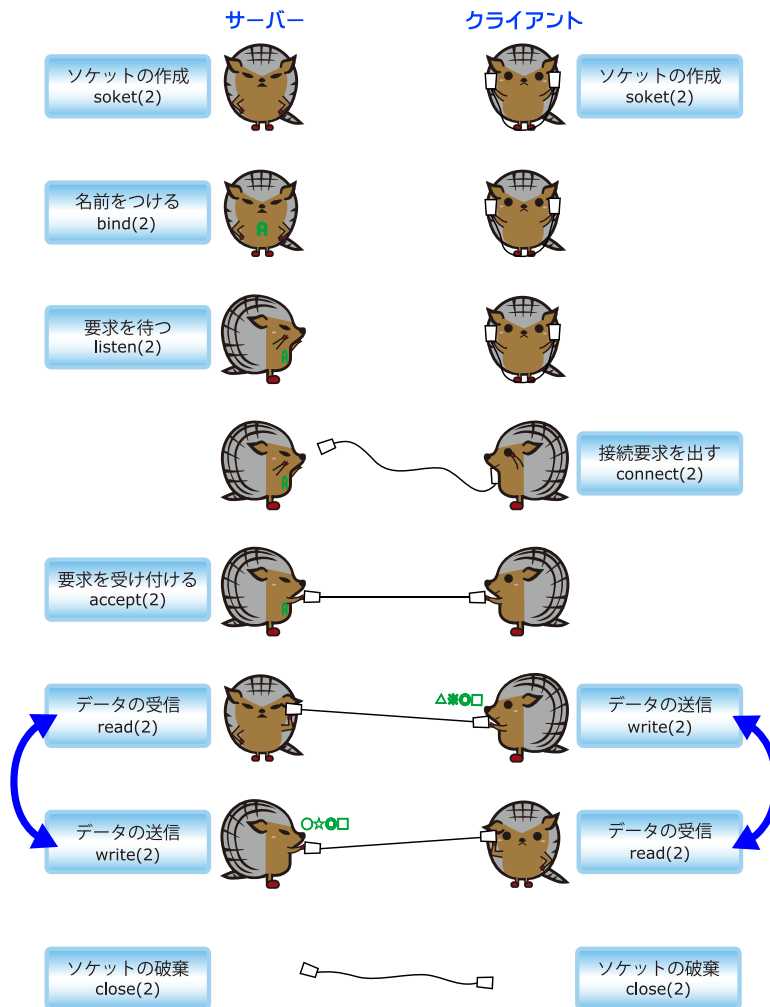 サーバー
クライアント
ソケットの作成
soket(2)
ソケットの作成
soket(2)
名前をつける
bind(2)
A
要求を待つ
listen(2)
A
A
接続要求を出す
connect(2)
要求を受け付ける
accept(2)
A
データの受信
read(2)
△※◎□
データの送信
write(2)
データの送信
write(2)
○☆◎□
データの受信
read(2)
ソケットの破棄
close(2)
ソケットの破棄
close(2)